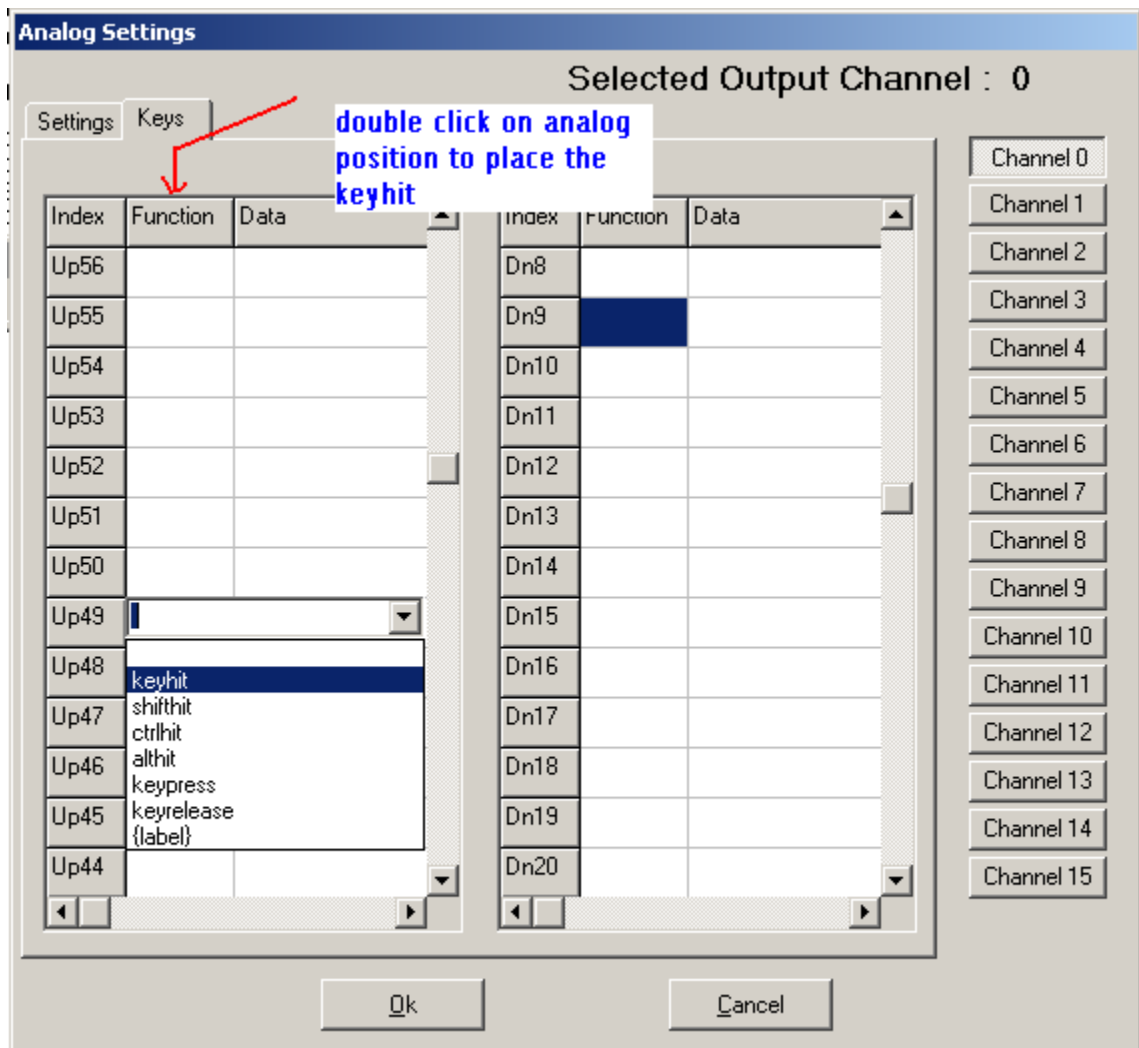 Analog Settings
Selected Output Channel : 0
Settings Keys
double click on analog
position to place the
keyhit
Index Function Data
Up56
Up55
Up54
Up53
Up52
Up51
Up50
Up49
Up48
Up47
Up46
Up45
Up44
keyhit
shifthit
ctrlhit
althit
keypress
keyrelease
{label}
Index Function Data
Dn8
Dn9
Dn10
Dn11
Dn12
Dn13
Dn14
Dn15
Dn16
Dn17
Dn18
Dn19
Dn20
Channel 0
Channel 1
Channel 2
Channel 3
Channel 4
Channel 5
Channel 6
Channel 7
Channel 8
Channel 9
Channel 10
Channel 11
Channel 12
Channel 13
Channel 14
Channel 15
Ok Cancel